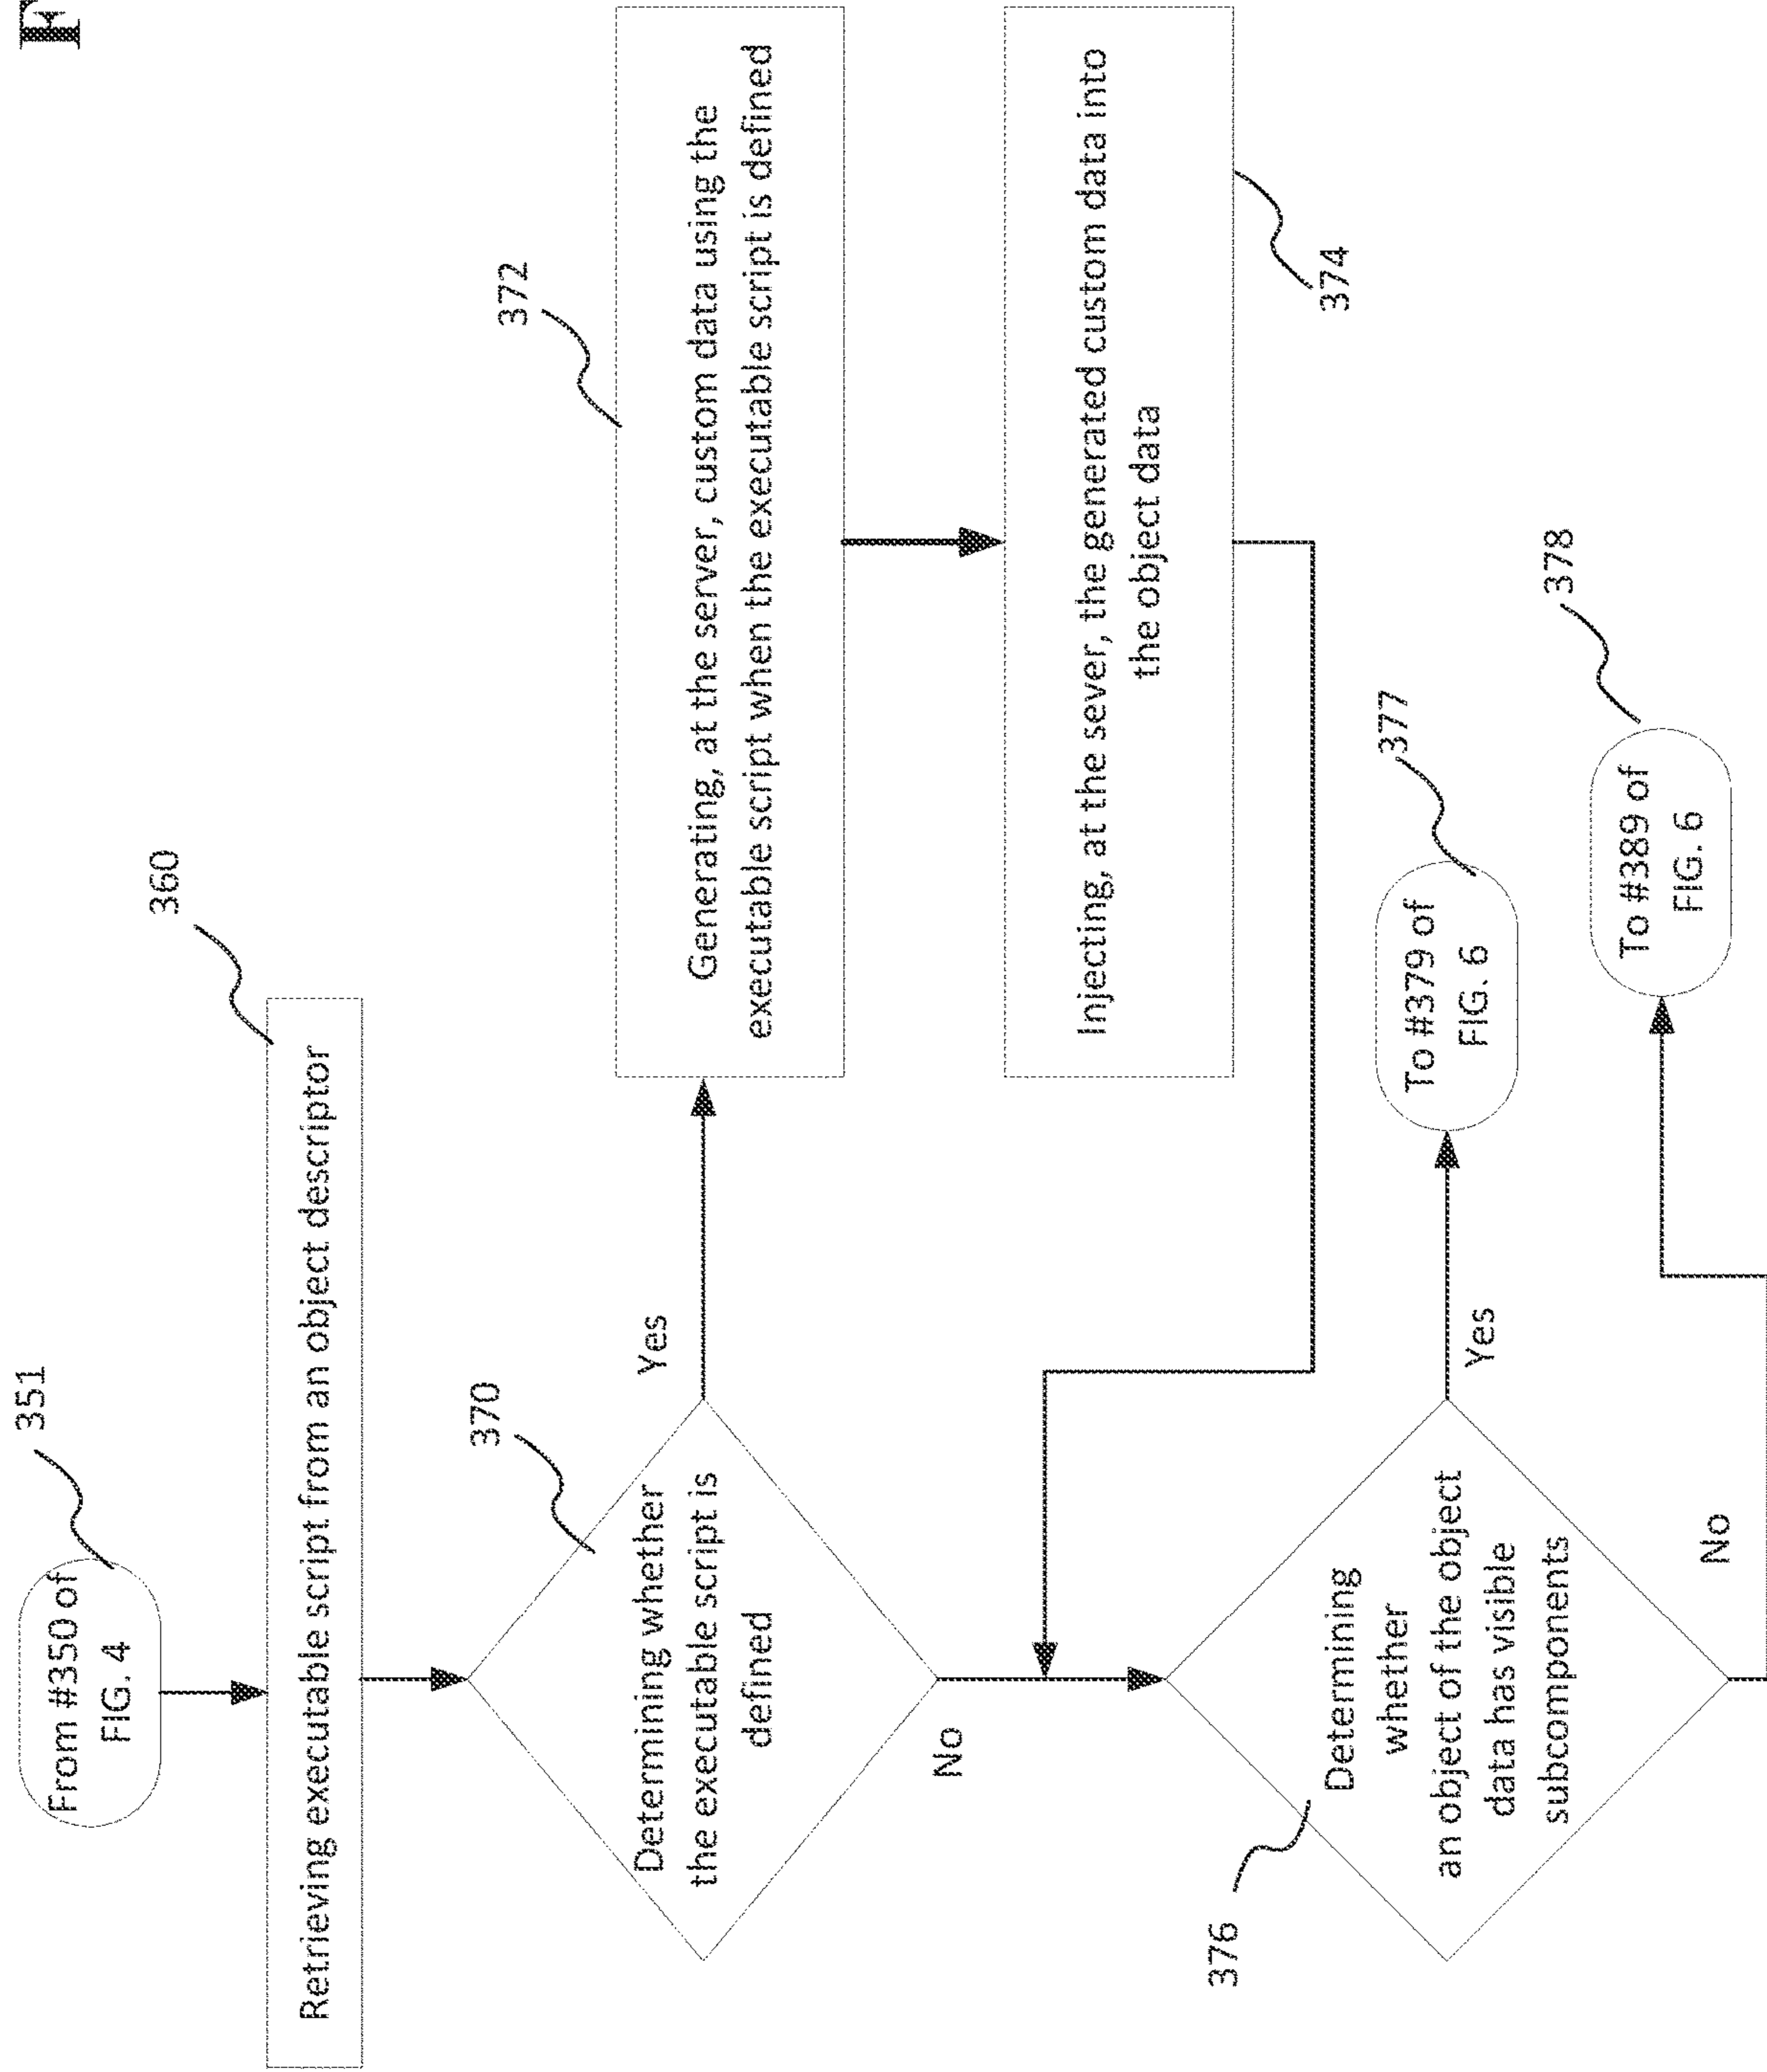 F
351
From #350 of
FIG. 4
360
Retrieving executable script from an object descriptor
370
Determining whether
the executable script is
defined
Yes
No
372
Generating, at the server, custom data using the
executable script when the executable script is defined
Injecting, at the sever, the generated custom data into
the object data
374
376
Determining
whether
an object of the object
data has visible
subcomponents
Yes
No
377
To #379 of
FIG. 6
378
To #389 of
FIG. 6